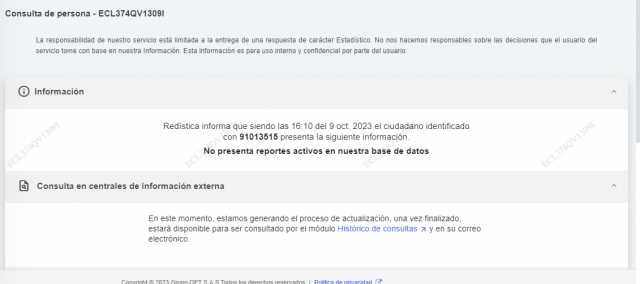 Consulta de persona - ECL374QV1309I
La responsabilidad de nuestro servicio está limitada a la entrega de una respuesta de carácter Estadístico. No nos hacemos responsables sobre las decisiones que el usuario del
servicio tome con base en nuestra Información. Esta información es para uso interno y confidencial por parte del usuario.
Información
Redística informa que siendo las 16:10 del 9 oct. 2023 el ciudadano identificado
con 91013515 presenta la siguiente información.
No presenta reportes activos en nuestra base de datos
ECL374QV1309I
ECL374QV1309I
ECL374QV1309I
ECL374QV1309I
Consulta en centrales de información externa
En este momento, estamos generando el proceso de actualización, una vez finalizado,
estará disponible para ser consultado por el módulo Histórico de consultas y en su correo
electrónico.
Copyright © 2023 Grupo OET S.A.S Todos los derechos reservados. | Política de privacidad